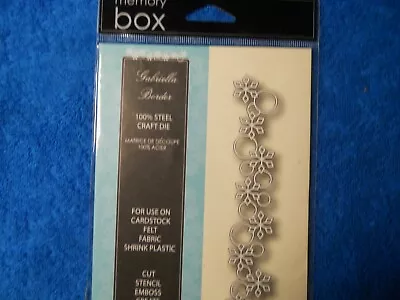 memory
box
Gabriella
Border
100% STEEL
CRAFT DIE
MATRICE DE DÉCOUPE
100% ACIER
FOR USE ON
CARDSTOCK
FELT
FABRIC
SHRINK PLASTIC
CUT
STENCIL
EMBOSS
CREATE